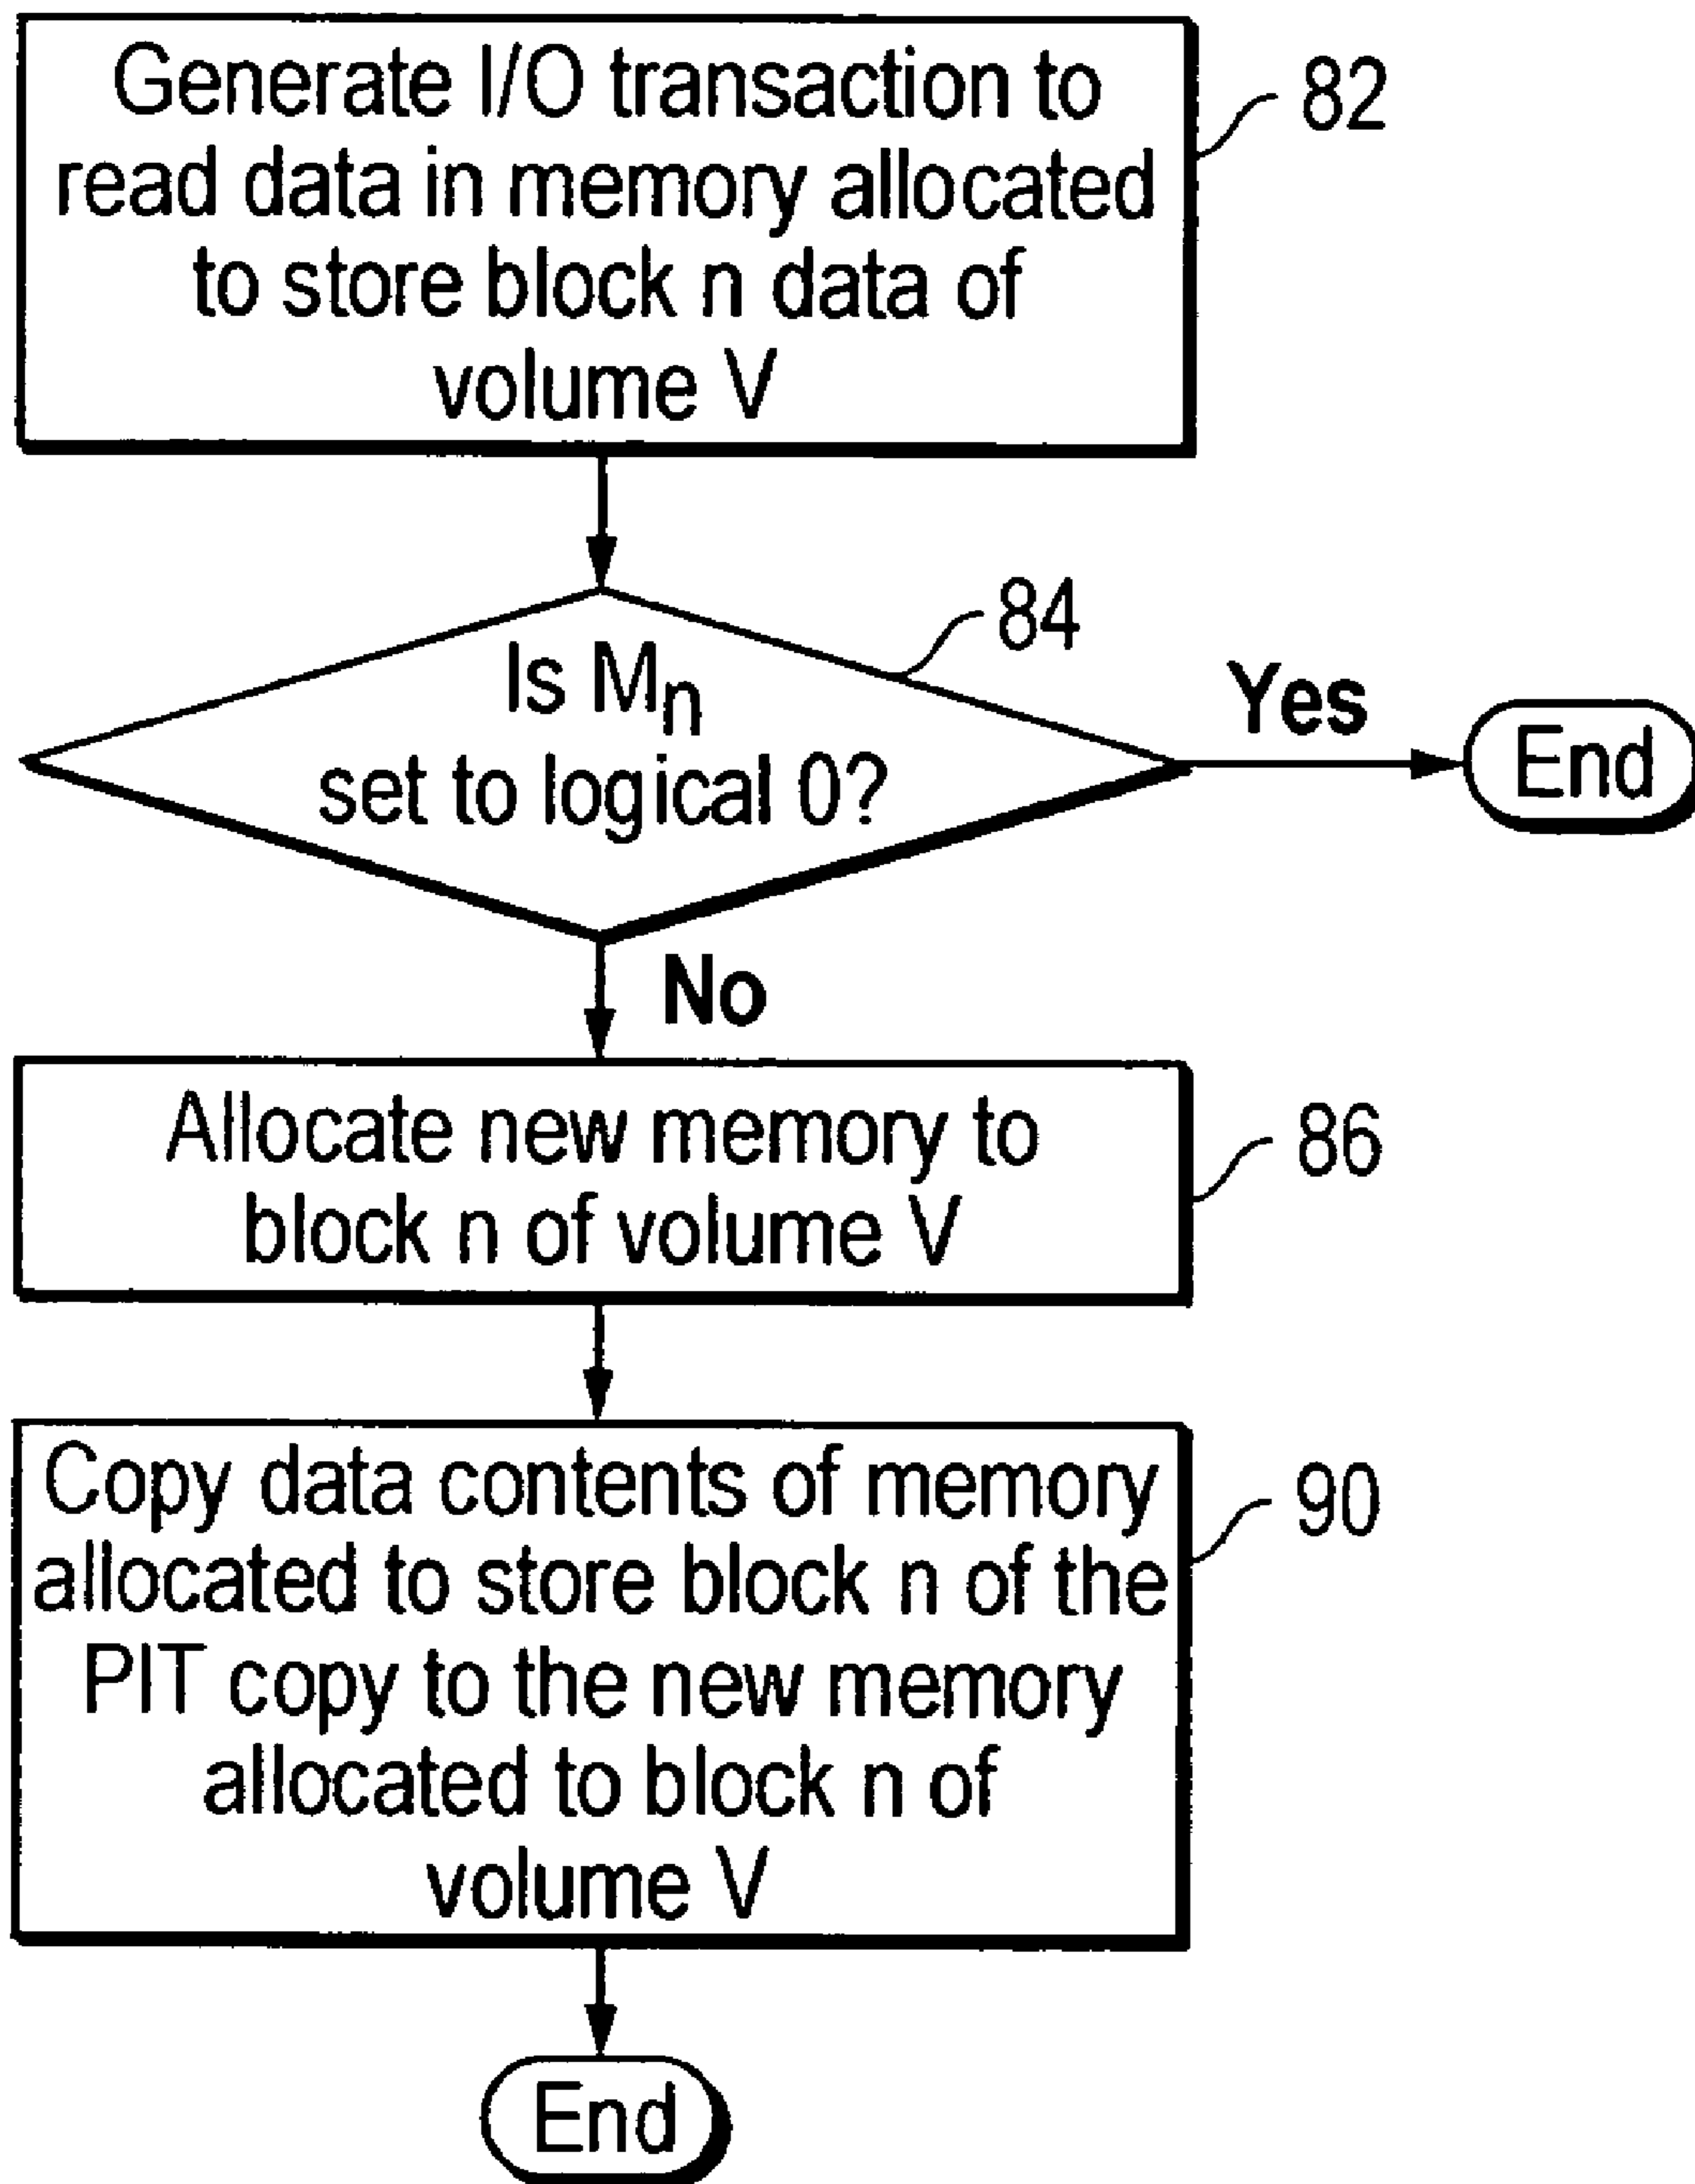 Generate I/O transaction to
read data in memory allocated
to store block n data of
volume V
82
Is Mn
set to logical 0?
84
Yes
End
No
Allocate new memory to
block n of volume V
86
Copy data contents of memory
allocated to store block n of the
PIT copy to the new memory
allocated to block n of
volume V
90
End